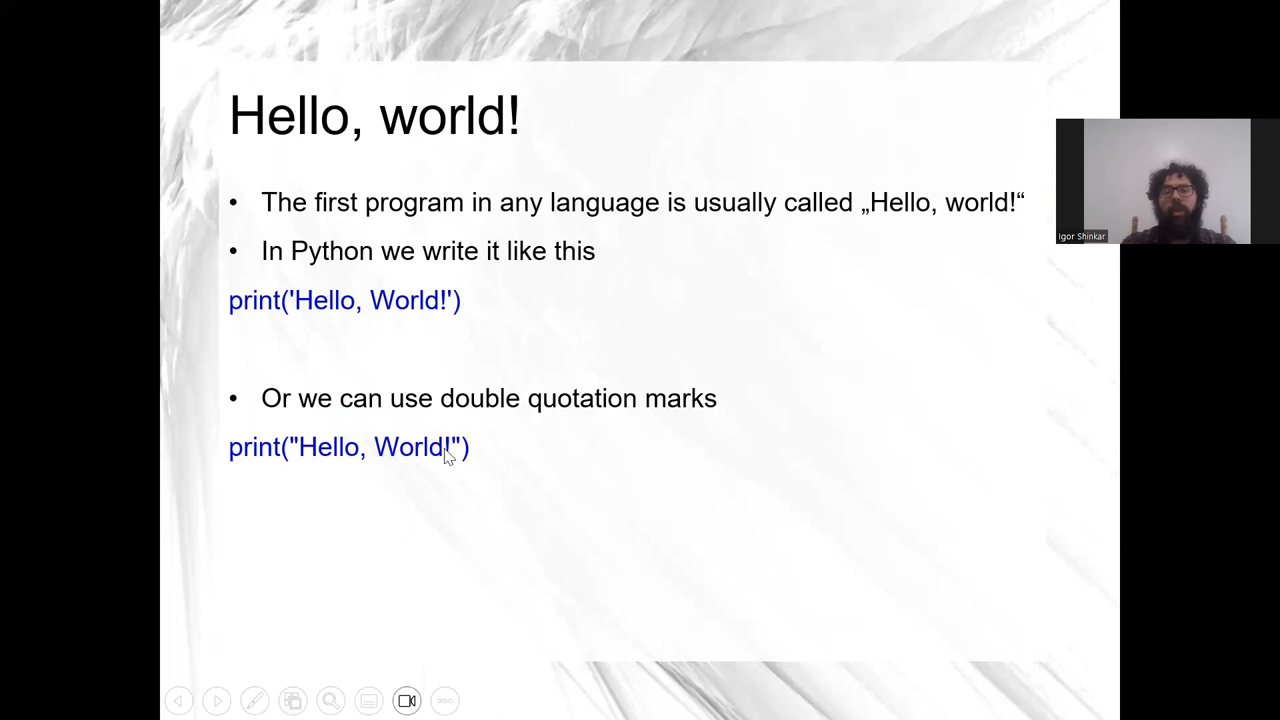 Hello, world!
• The first program in any language is usually called „Hello, world!“
• In Python we write it like this
print('Hello, World!')
• Or we can use double quotation marks
print("Hello, World!")
Igor Shinkar